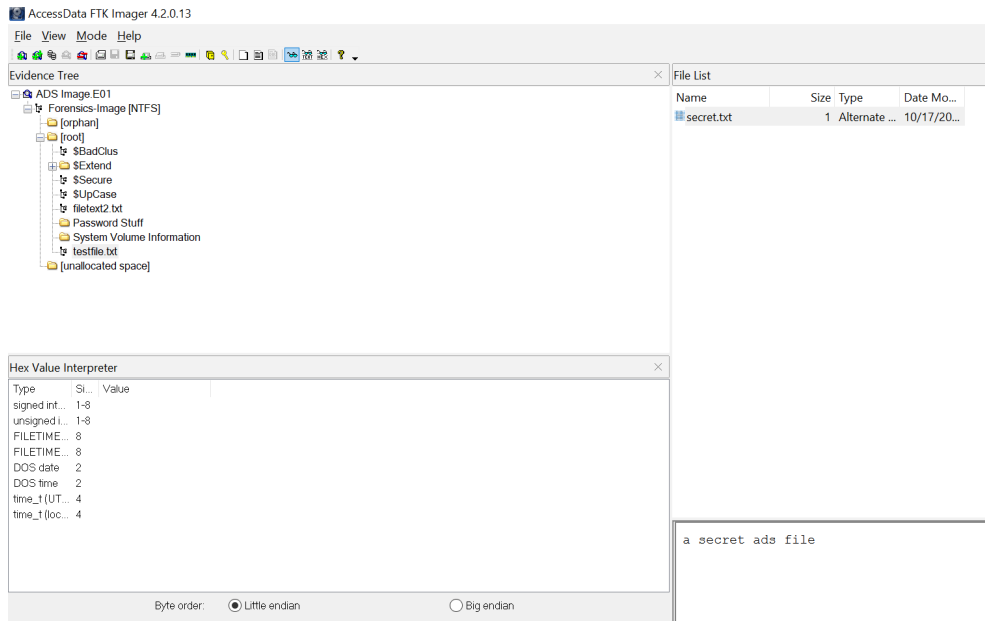 AccessData FTK Imager 4.2.0.13
File View Mode Help
Evidence Tree
ADS Image.E01
Forensics-Image [NTFS]
[orphan]
[root]
$BadClus
$Extend
$Secure
$UpCase
filetext2.txt
Password Stuff
System Volume Information
testfile.txt
[unallocated space]
File List
Name Size Type Date Mo...
secret.txt 1 Alternate ... 10/17/20...
Hex Value Interpreter
Type Si... Value
signed int... 1-8
unsigned i... 1-8
FILETIME... 8
FILETIME... 8
DOS date 2
DOS time 2
time_t (UT... 4
time_t (loc... 4
Byte order: Little endian Big endian
a secret ads file